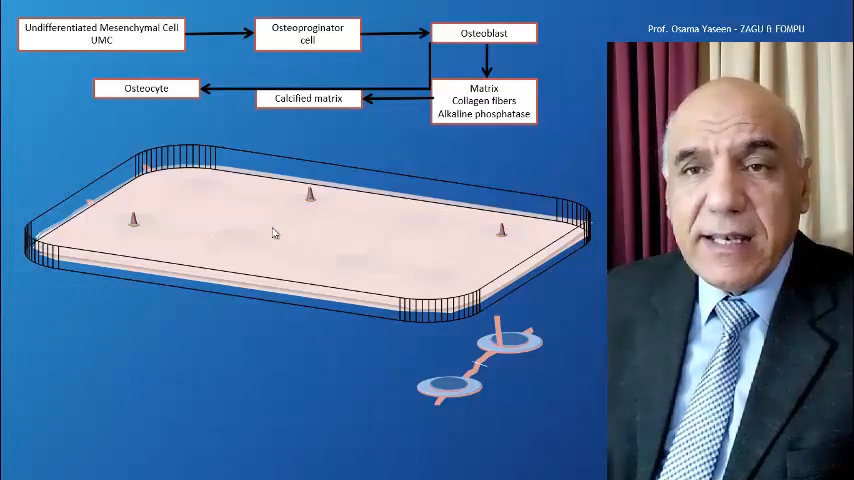 Prof. Osama Yaseen - ZAGU & FOMPU
Undifferentiated Mesenchymal Cell
UMC
Osteoproginator
cell
Osteoblast
Matrix
Collagen fibers
Alkaline phosphatase
Calcified matrix
Osteocyte